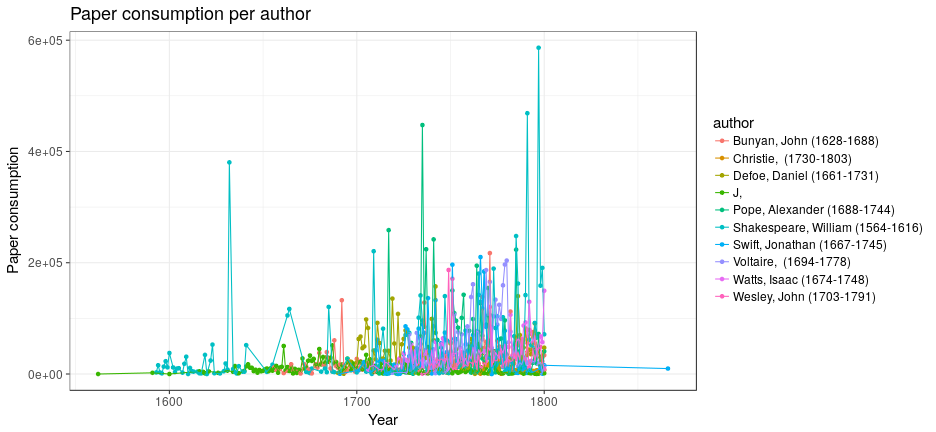 Paper consumption per author
6e+05
4e+05
2e+05
0e+00
Paper consumption
1600 1700 1800
Year
author
Bunyan, John (1628-1688)
Christie,  (1730-1803)
Defoe, Daniel (1661-1731)
J,
Pope, Alexander (1688-1744)
Shakespeare, William (1564-1616)
Swift, Jonathan (1667-1745)
Voltaire,  (1694-1778)
Watts, Isaac (1674-1748)
Wesley, John (1703-1791)